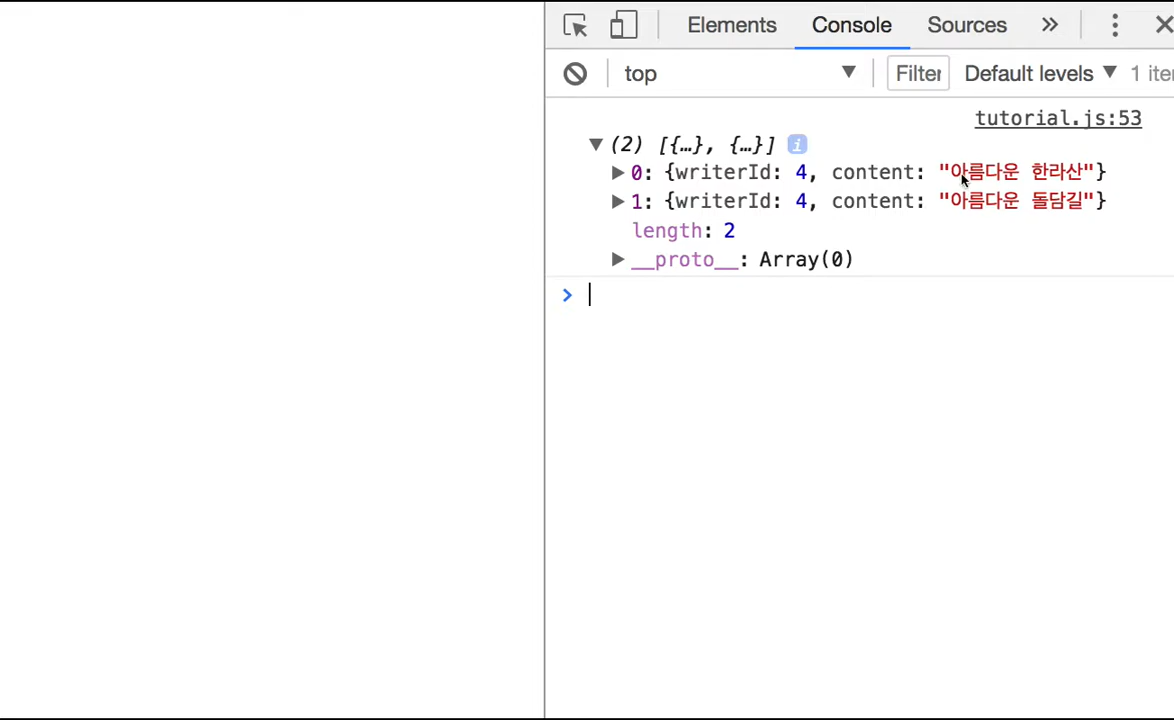 Elements Console Sources »
top ▼ Filter Default levels ▼ 1 ite
tutorial.js:53
▼ (2) [{…}, {…}] i
▶ 0: {writerId: 4, content: "아름다운 한라산"}
▶ 1: {writerId: 4, content: "아름다운 돌담길"}
length: 2
▶ __proto__: Array(0)
>